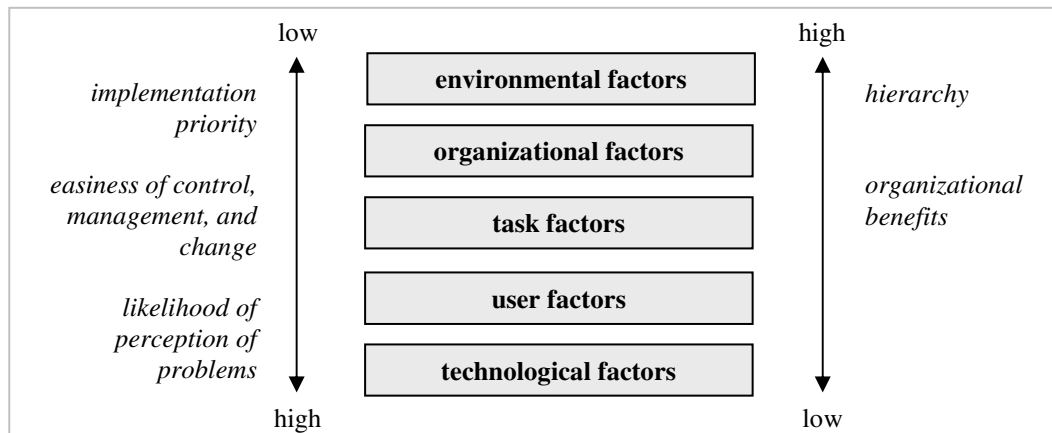 low
high
environmental factors
implementation
priority
hierarchy
organizational factors
easiness of control,
management, and
change
organizational
benefits
task factors
user factors
likelihood of
perception of
problems
technological factors
high
low